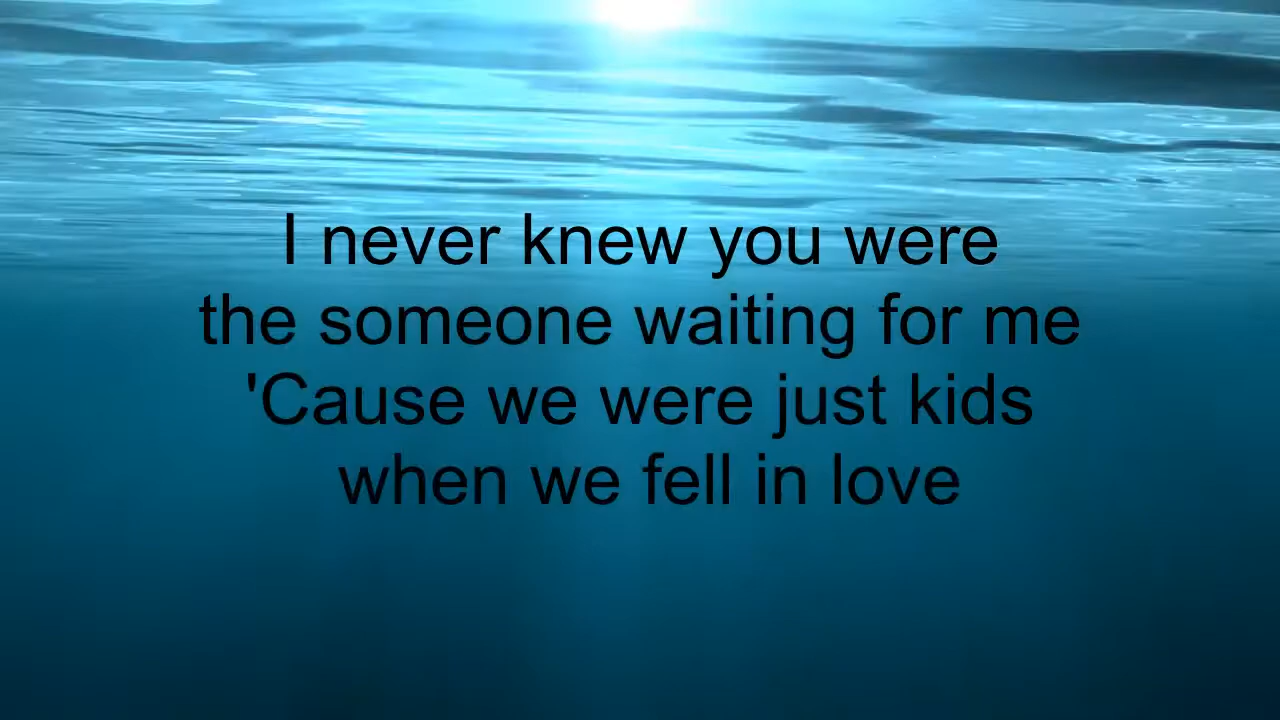 I never knew you were
the someone waiting for me
'Cause we were just kids
when we fell in love